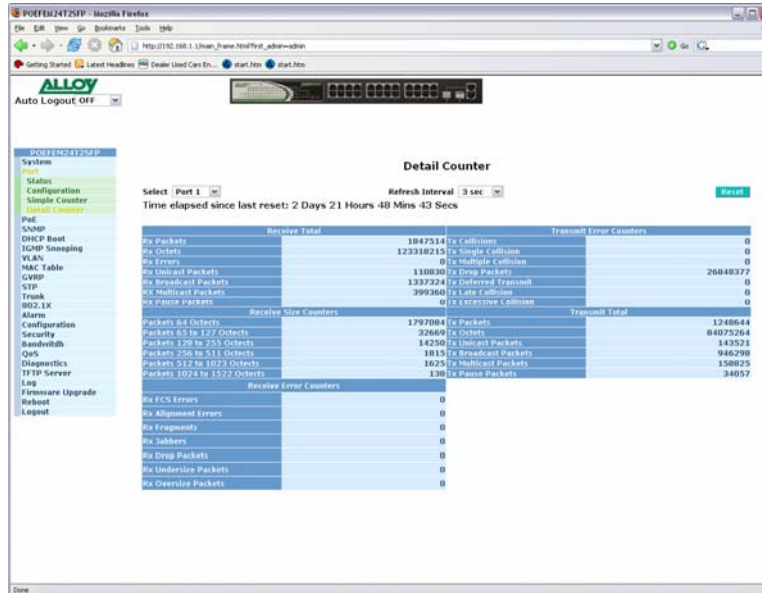 POEFEM24T2SFP - Mozilla Firefox
File Edit View Go Bookmarks Tools Help
http://192.168.1.1/main_frame.html?first_admin=admin
Go
Getting Started Latest Headlines Dealer Used Cars En... start.htm start.htm
ALLOY
Auto Logout OFF
POEFEM24T2SFP
System
Port
Status
Configuration
Simple Counter
Detail Counter
PoE
SNMP
DHCP Boot
IGMP Snooping
VLAN
MAC Table
GVRP
STP
Trunk
802.1X
Alarm
Configuration
Security
Bandwitdh
QoS
Diagnostics
TFTP Server
Log
Firmware Upgrade
Reboot
Logout
Detail Counter
Select Port 1 Refresh Interval 3 sec Reset
Time elapsed since last reset: 2 Days 21 Hours 48 Mins 43 Secs
Receive Total Transmit Error Counters
Rx Packets 1847514 Tx Collisions 0
Rx Octets 123318215 Tx Single Collision 0
Rx Errors 0 Tx Multiple Collision 0
Rx Unicast Packets 110830 Tx Drop Packets 26848377
Rx Broadcast Packets 1337324 Tx Deferred Transmit 0
RX Multicast Packets 399360 Tx Late Collision 0
Rx Pause Packets 0 Tx Excessive Collision 0
Receive Size Counters Transmit Total
Packets 64 Octects 1797084 Tx Packets 1248644
Packets 65 to 127 Octects 32669 Tx Octets 84075264
Packets 128 to 255 Octects 14250 Tx Unicast Packets 143521
Packets 256 to 511 Octects 1815 Tx Broadcast Packets 946298
Packets 512 to 1023 Octects 1625 Tx Multicast Packets 158825
Packets 1024 to 1522 Octects 130 Tx Pause Packets 34057
Receive Error Counters
Rx FCS Errors 0
Rx Alignment Errors 0
Rx Fragments 0
Rx Jabbers 0
Rx Drop Packets 0
Rx Undersize Packets 0
Rx Oversize Packets 0
Done